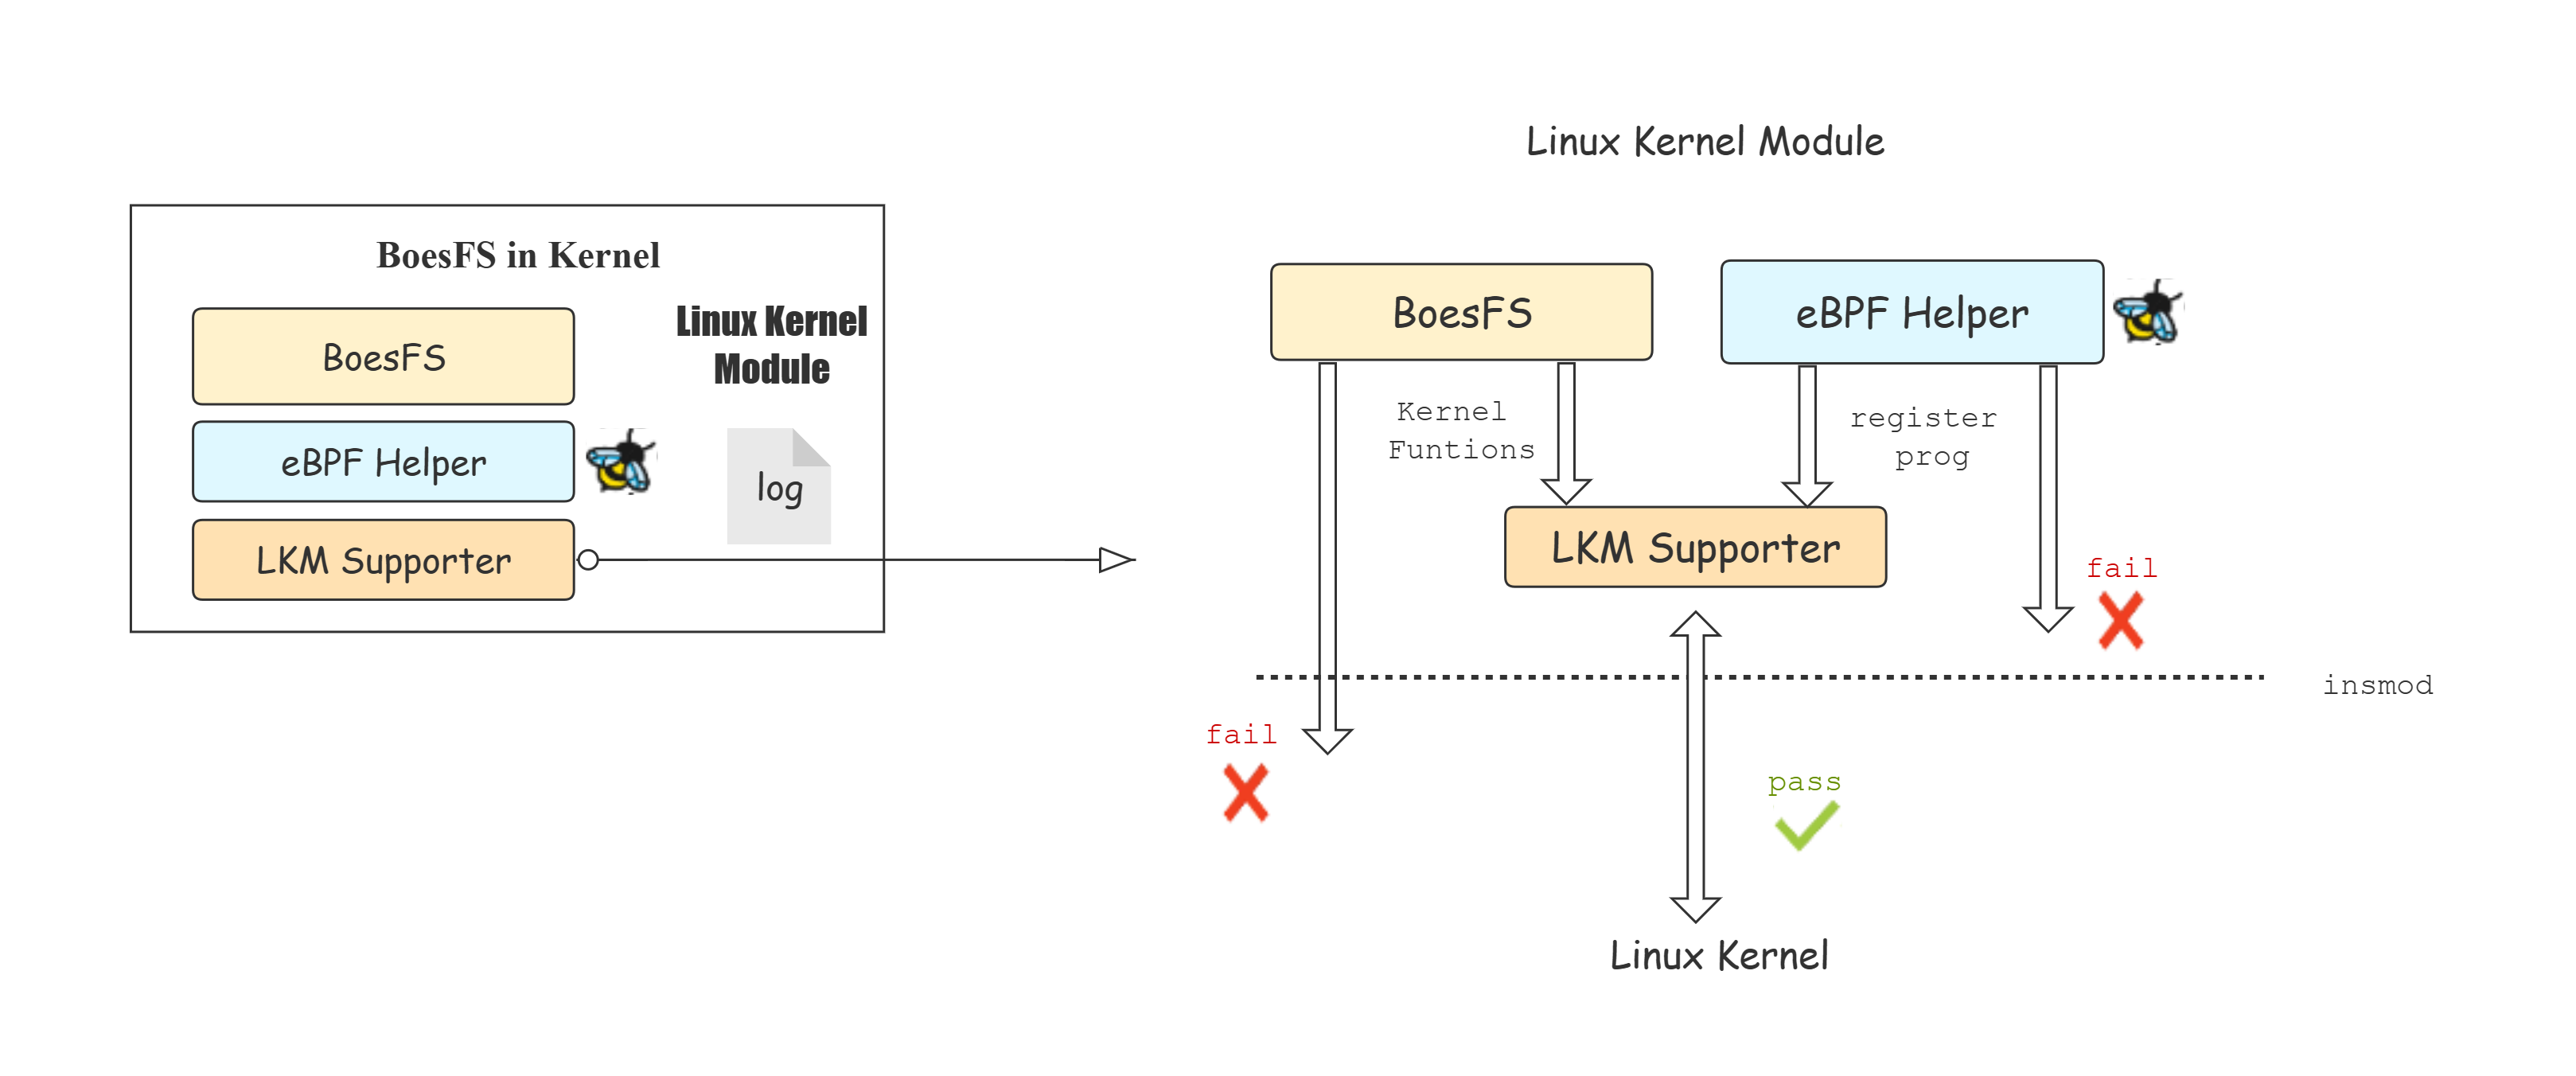 BoesFS in Kernel
BoesFS
Linux Kernel
Module
eBPF Helper
log
LKM Supporter
Linux Kernel Module
BoesFS
eBPF Helper
Kernel
Funtions
register
prog
LKM Supporter
fail
insmod
fail
pass
Linux Kernel